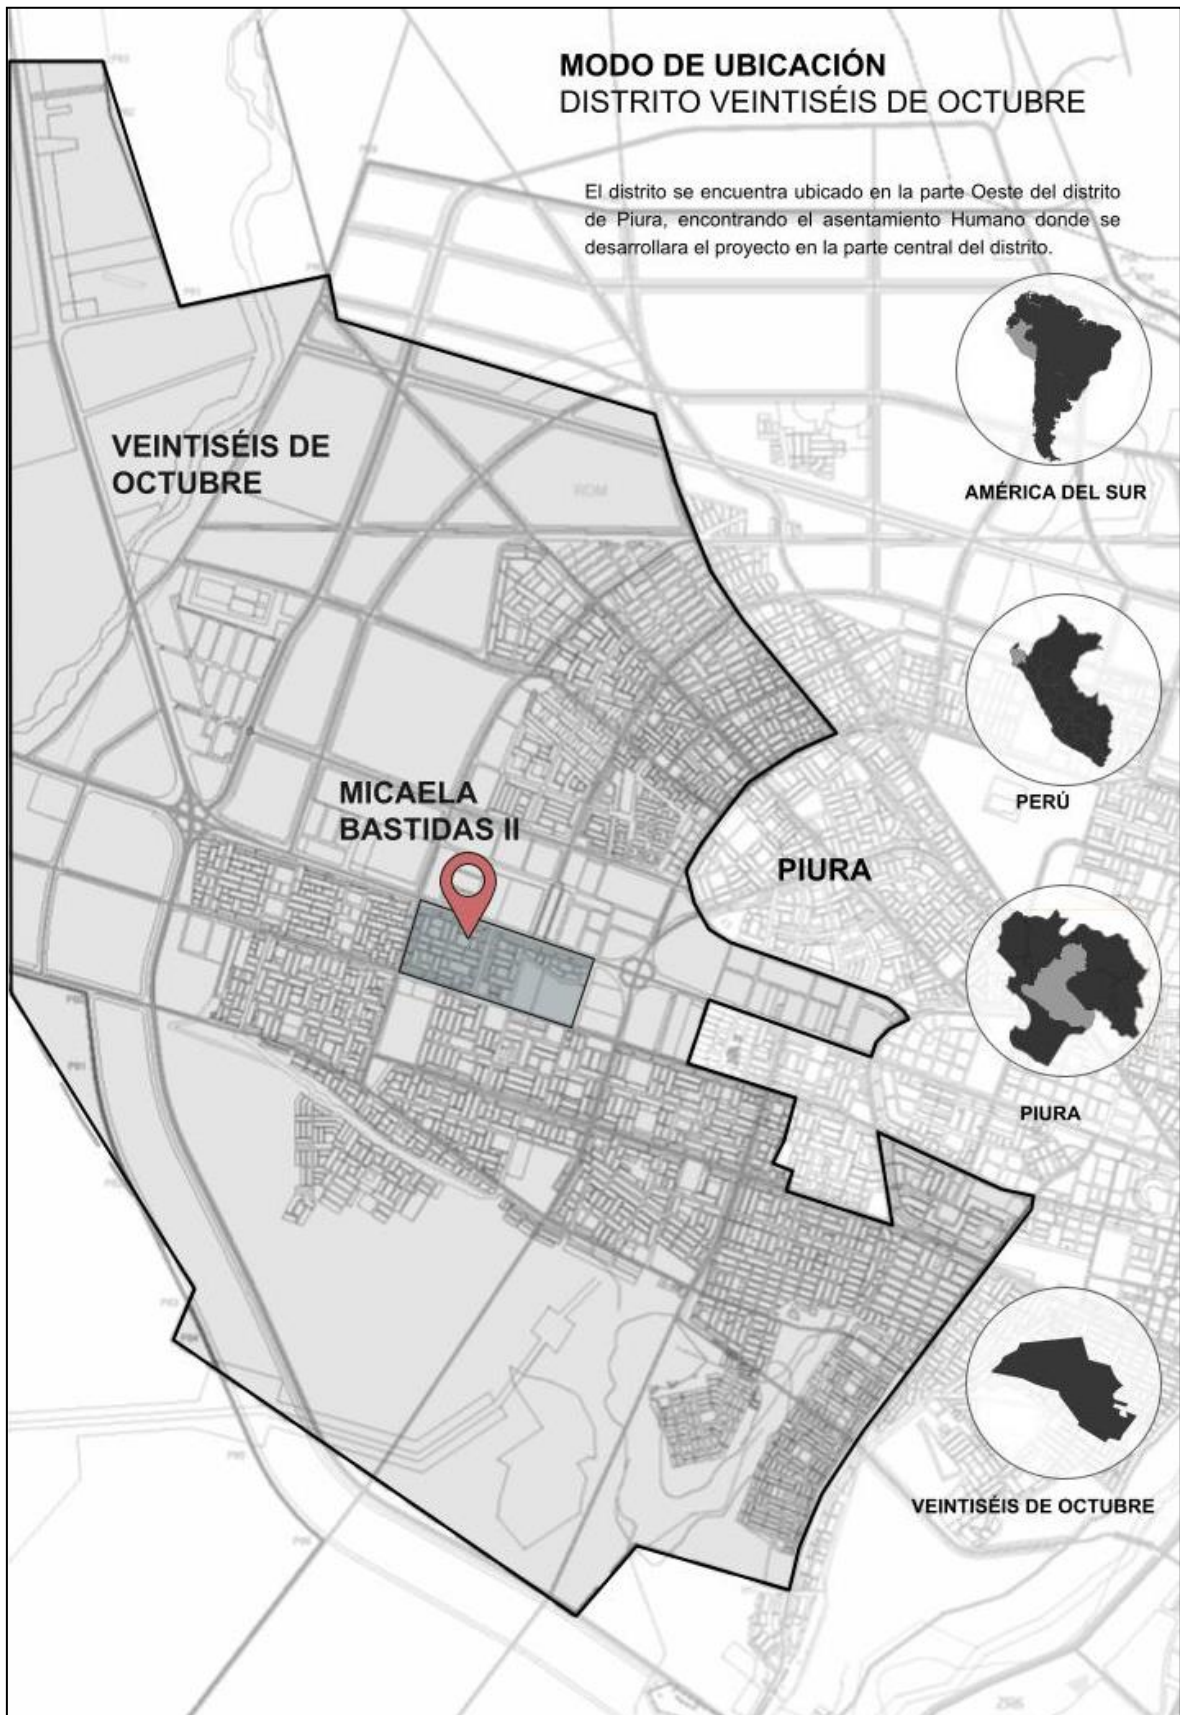 MODO DE UBICACIÓN
DISTRITO VEINTISÉIS DE OCTUBRE
El distrito se encuentra ubicado en la parte Oeste del distrito
de Piura, encontrando el asentamiento Humano donde se
desarrollara el proyecto en la parte central del distrito.
AMÉRICA DEL SUR
VEINTISÉIS DE
OCTUBRE
ROM
PERÚ
MICAELA
BASTIDAS II
PIURA
PIURA
VEINTISÉIS DE OCTUBRE